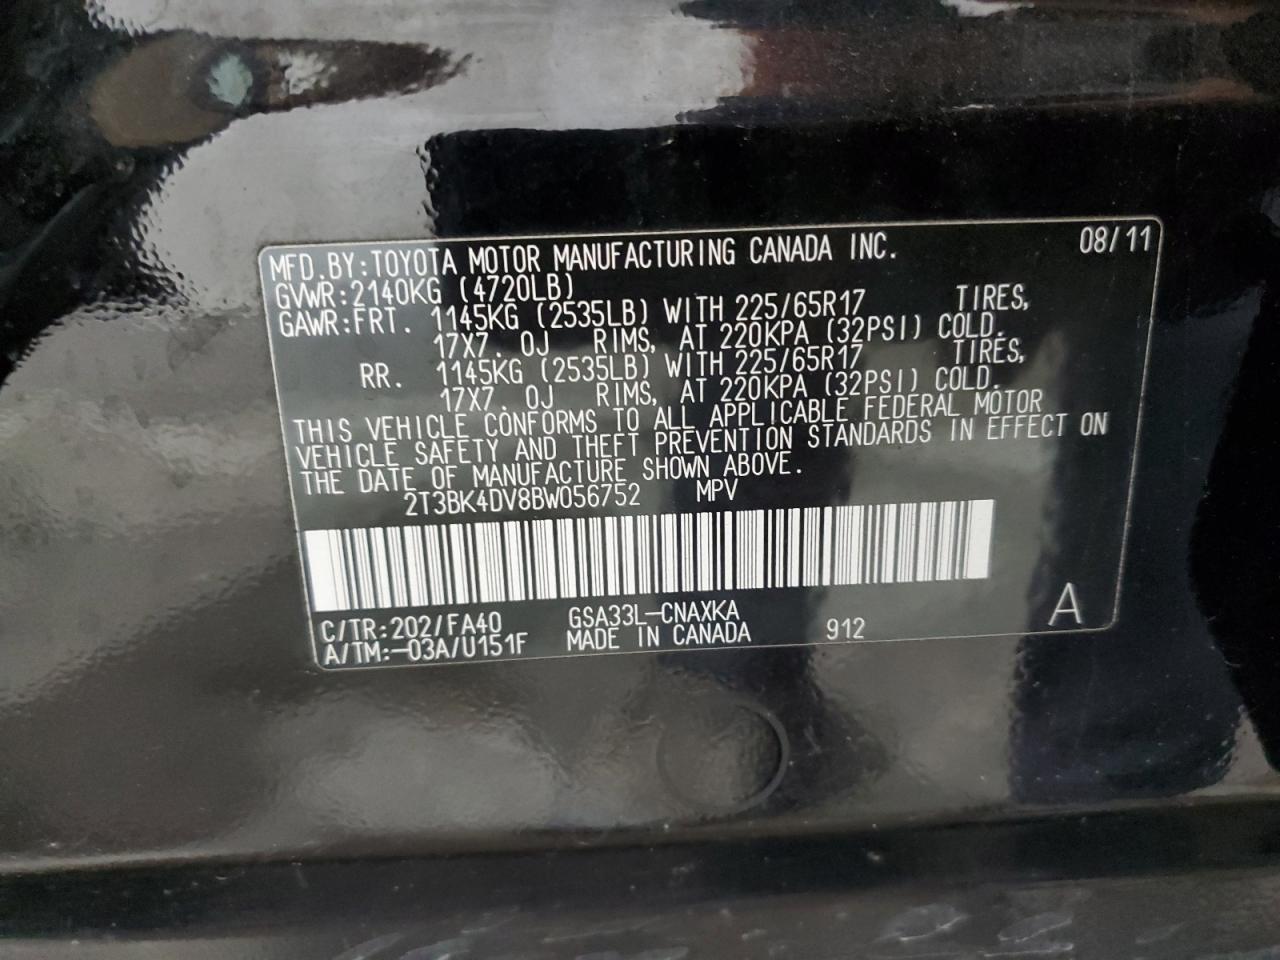 MFD.BY:TOYOTA MOTOR MANUFACTURING CANADA INC. 08/11
GVWR:2140KG (4720LB)
GAWR:FRT. 1145KG (2535LB) WITH 225/65R17 TIRES,
17X7. 0J RIMS, AT 220KPA (32PSI) COLD.
RR. 1145KG (2535LB) WITH 225/65R17 TIRES,
17X7. 0J RIMS, AT 220KPA (32PSI) COLD.
THIS VEHICLE CONFORMS TO ALL APPLICABLE FEDERAL MOTOR
VEHICLE SAFETY AND THEFT PREVENTION STANDARDS IN EFFECT ON
THE DATE OF MANUFACTURE SHOWN ABOVE.
2T3BK4DV8BW056752 MPV
C/TR:202/FA40 GSA33L-CNAXKA
A/TM:-03A/U151F MADE IN CANADA 912 A